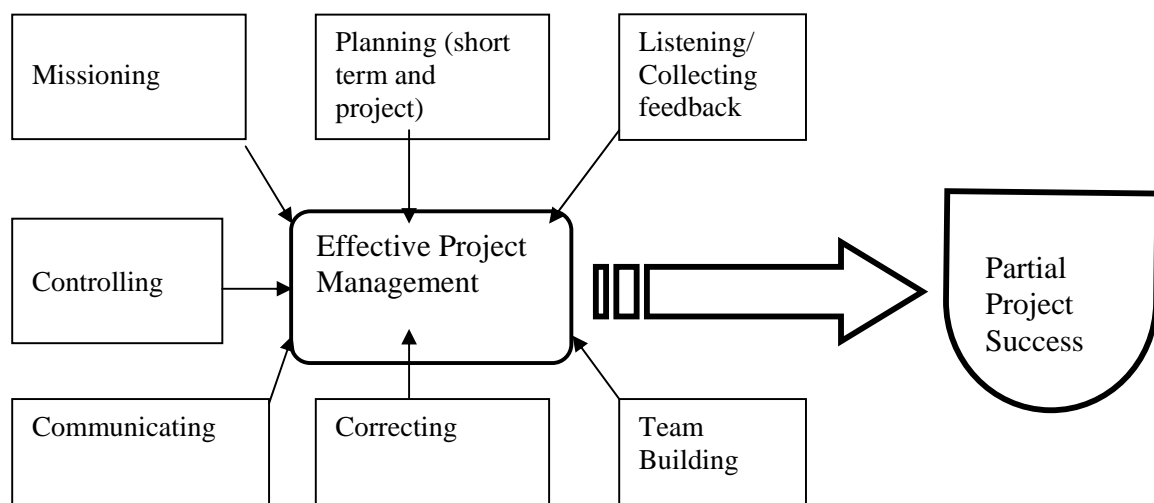 Missioning
Planning (short
term and
project)
Listening/
Collecting
feedback
Controlling
Effective Project
Management
Partial
Project
Success
Communicating
Correcting
Team
Building